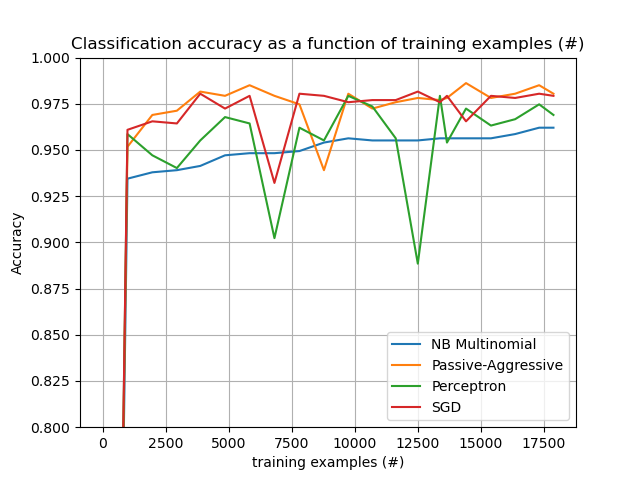 Classification accuracy as a function of training examples (#)
1.000
0.975
0.950
0.925
0.900
0.875
0.850
0.825
0.800
Accuracy
NB Multinomial
Passive-Aggressive
Perceptron
SGD
0 2500 5000 7500 10000 12500 15000 17500
training examples (#)